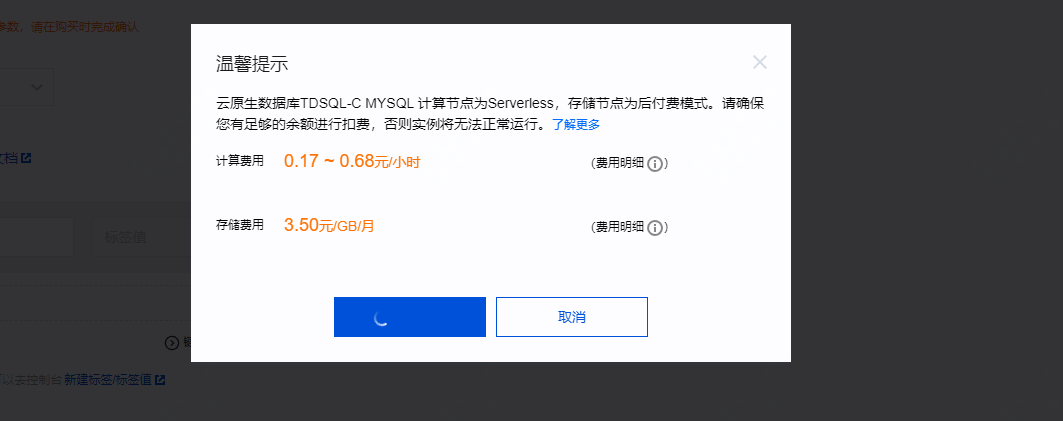 参数，请在购买时完成确认
温馨提示
云原生数据库TDSQL-C MYSQL 计算节点为Serverless，存储节点为后付费模式。请确保
您有足够的余额进行扣费，否则实例将无法正常运行。了解更多
文档
计算费用 0.17 ~ 0.68元/小时 （费用明细）
存储费用 3.50元/GB/月 （费用明细）
标签值
取消
可以去控制台 新建标签/标签值